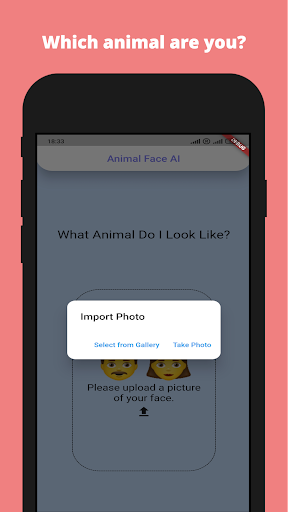 Which animal are you?
16:33
DEBUG
Animal Face AI
What Animal Do I Look Like?
Import Photo
Select from Gallery Take Photo
Please upload a picture
of your face.